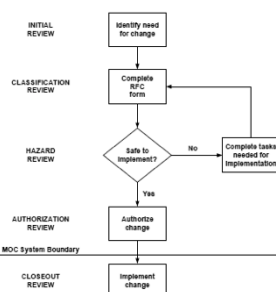 INITIAL
REVIEW
Identify need
for change
CLASSIFICATION
REVIEW
Complete
RFC
form
HAZARD
REVIEW
Safe to
Implement?
No
Complete tasks
needed for
Implementation
Yes
AUTHORIZATION
REVIEW
Authorize
change
MOC System Boundary
CLOSEOUT
REVIEW
Implement
change